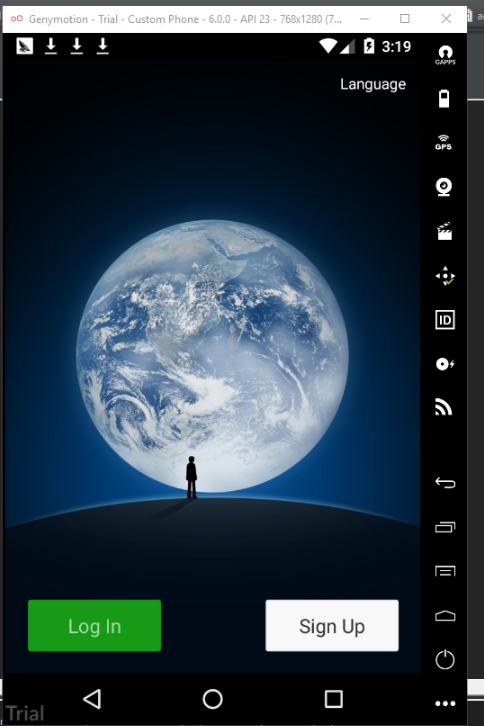 Genymotion - Trial - Custom Phone - 6.0.0 - API 23 - 768x1280 (7...
3:19
GAPPS
Language
GPS
ID
Log In
Sign Up
Trial